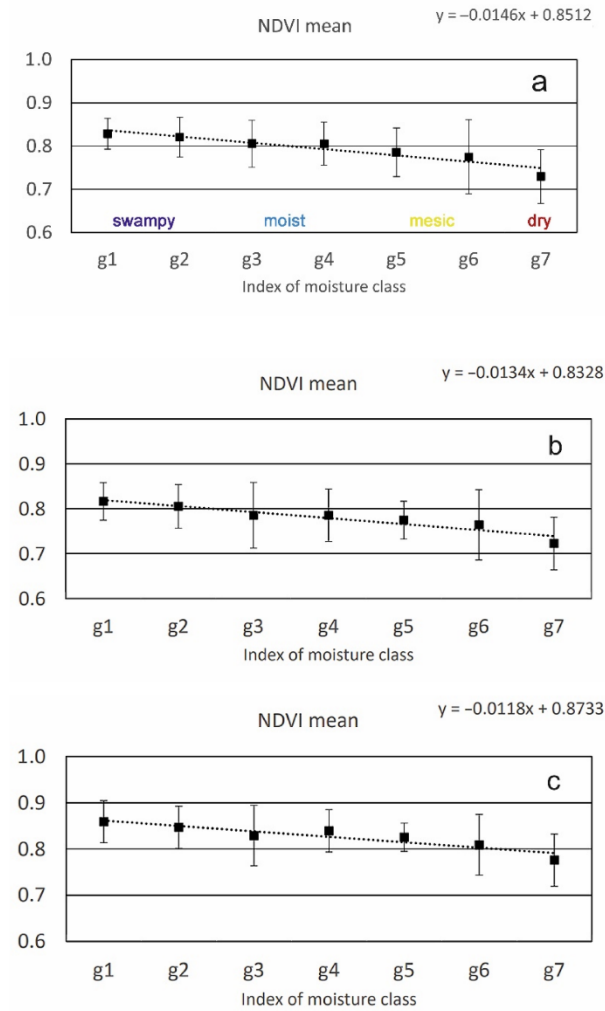 NDVI mean
y = −0.0146x + 0.8512
1.0
a
0.9
0.8
0.7
swampy moist mesic dry
0.6
g1 g2 g3 g4 g5 g6 g7
Index of moisture class
NDVI mean
y = −0.0134x + 0.8328
1.0
b
0.9
0.8
0.7
0.6
g1 g2 g3 g4 g5 g6 g7
Index of moisture class
NDVI mean
y = −0.0118x + 0.8733
1.0
c
0.9
0.8
0.7
0.6
g1 g2 g3 g4 g5 g6 g7
Index of moisture class